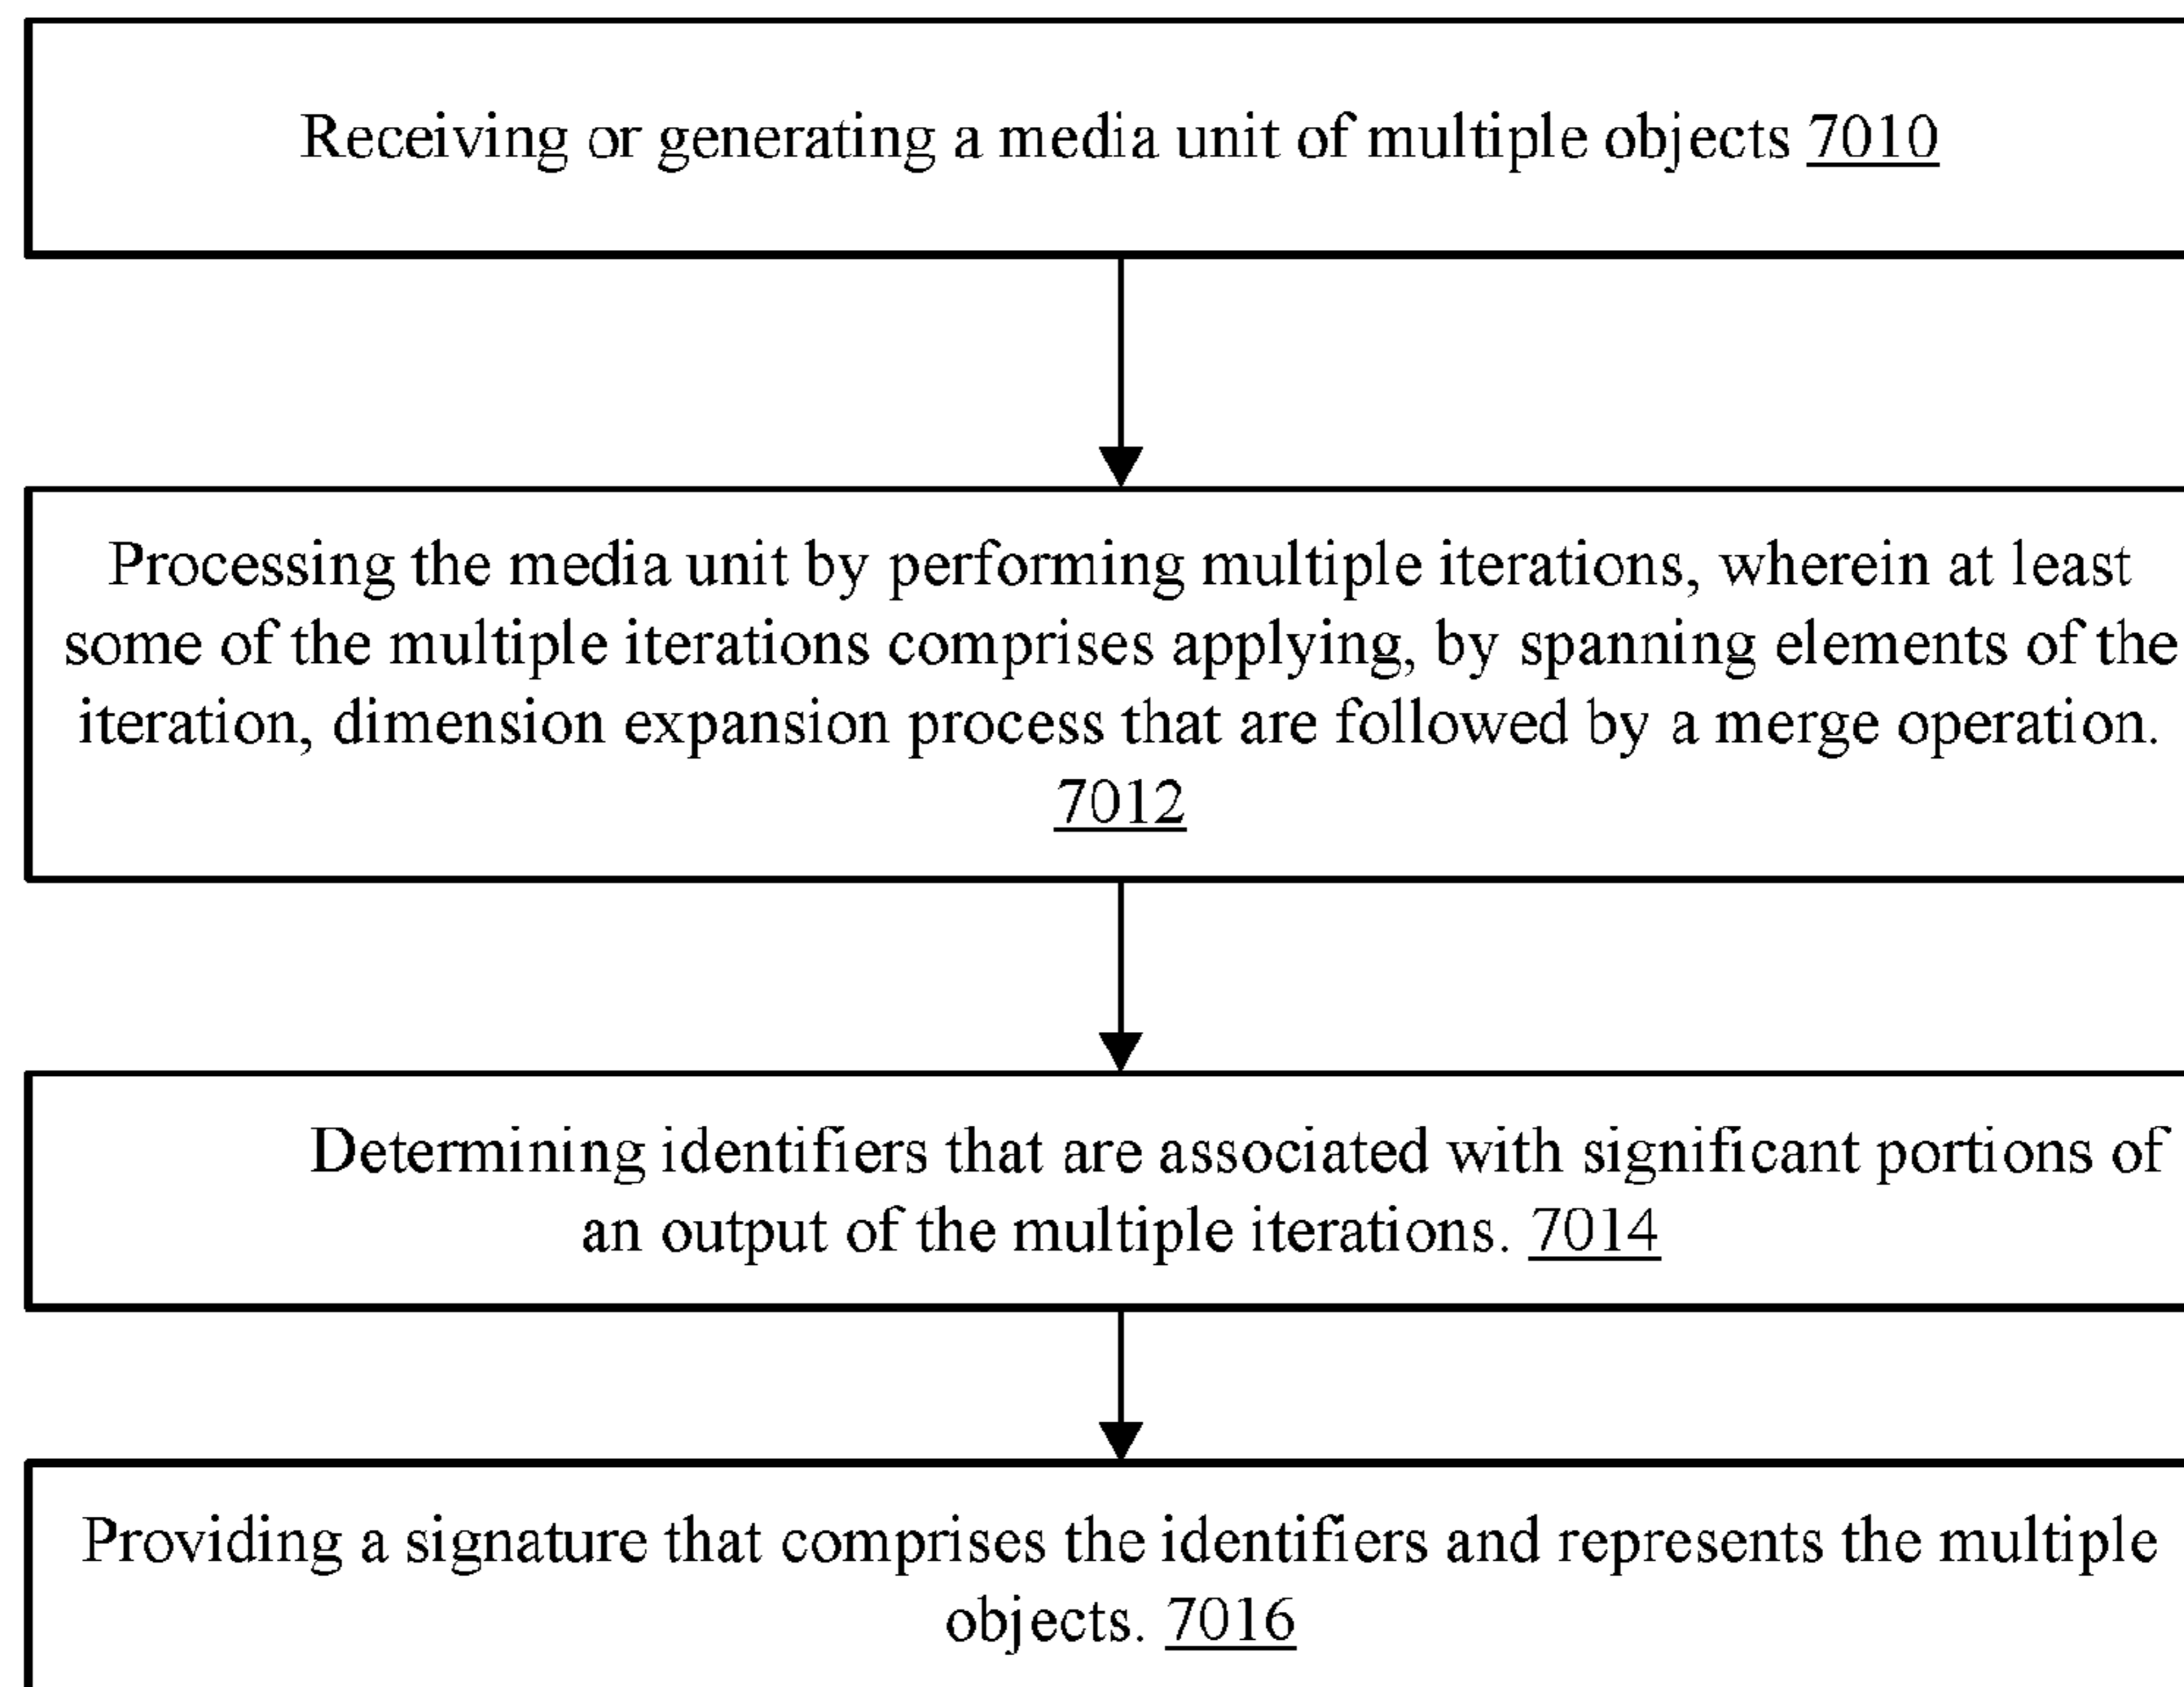 Receiving or generating a media unit of multiple objects 7010
Processing the media unit by performing multiple iterations, wherein at least
some of the multiple iterations comprises applying, by spanning elements of the
iteration, dimension expansion process that are followed by a merge operation.
7012
Determining identifiers that are associated with significant portions of
an output of the multiple iterations. 7014
Providing a signature that comprises the identifiers and represents the multiple
objects. 7016